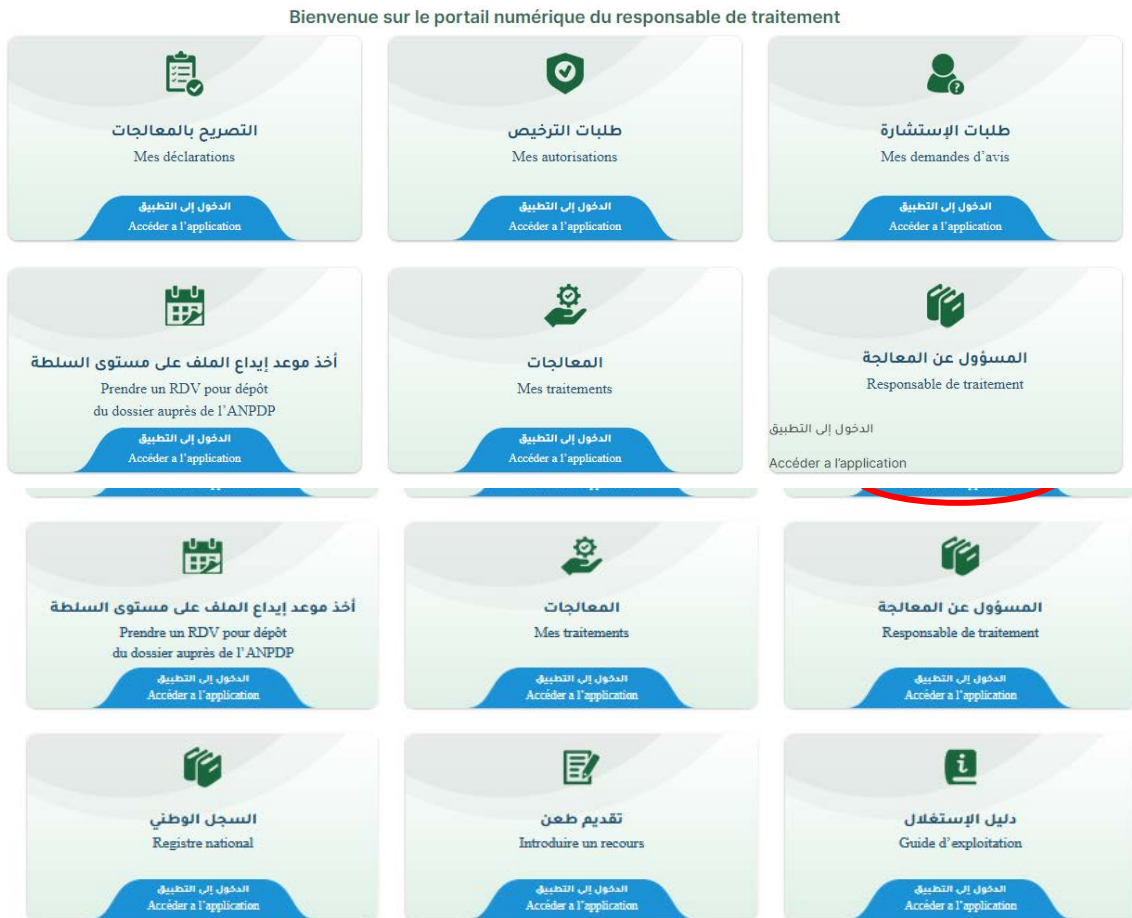 Bienvenue sur le portail numérique du responsable de traitement
التصريح بالمعالجات
Mes déclarations
الدخول إلى التطبيق
Accéder a l'application
طلبات الترخيص
Mes autorisations
الدخول إلى التطبيق
Accéder a l'application
طلبات الإستشارة
Mes demandes d'avis
الدخول إلى التطبيق
Accéder a l'application
أخذ موعد إيداع الملف على مستوى السلطة
Prendre un RDV pour dépôt
du dossier auprès de l'ANPDP
الدخول إلى التطبيق
Accéder a l'application
المعالجات
Mes traitements
الدخول إلى التطبيق
Accéder a l'application
المسؤول عن المعالجة
Responsable de traitement
الدخول إلى التطبيق
Accéder a l'application
أخذ موعد إيداع الملف على مستوى السلطة
Prendre un RDV pour dépôt
du dossier auprès de l'ANPDP
الدخول إلى التطبيق
Accéder a l'application
المعالجات
Mes traitements
الدخول إلى التطبيق
Accéder a l'application
المسؤول عن المعالجة
Responsable de traitement
الدخول إلى التطبيق
Accéder a l'application
السجل الوطني
Registre national
الدخول إلى التطبيق
Accéder a l'application
تقديم طعن
Introduire un recours
الدخول إلى التطبيق
Accéder a l'application
دليل الإستغلال
Guide d'exploitation
الدخول إلى التطبيق
Accéder a l'application